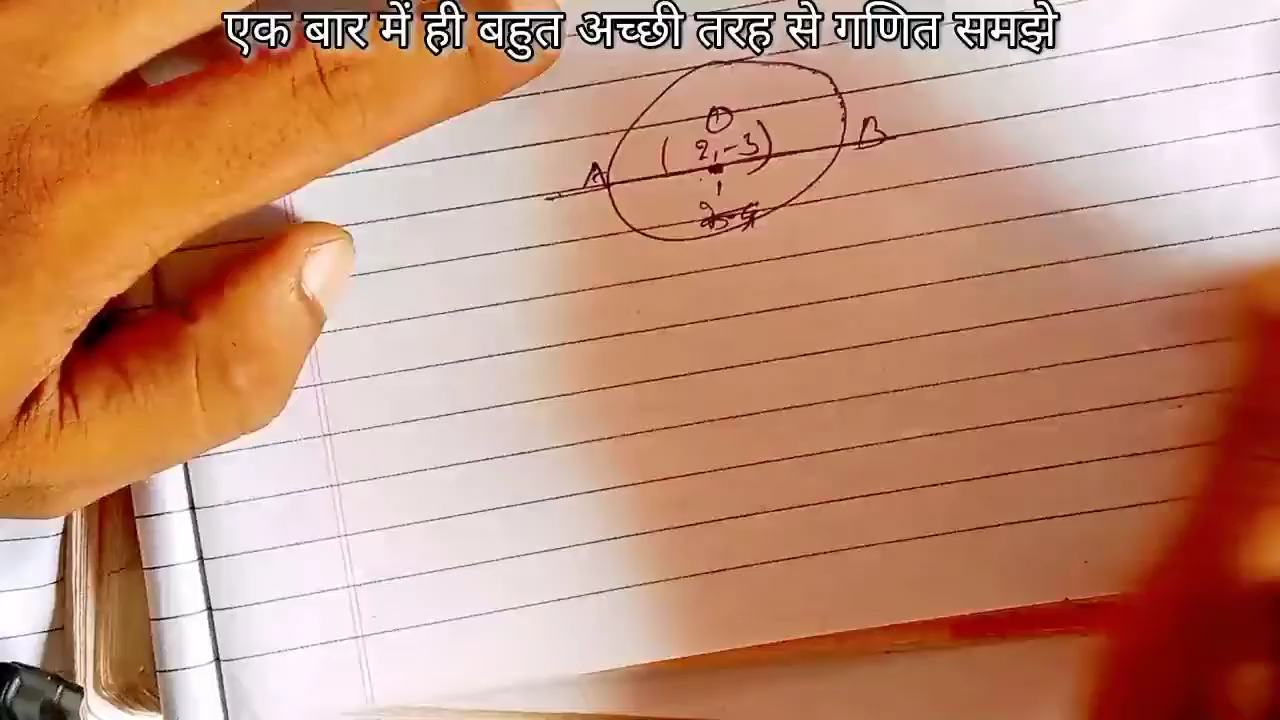 एक बार में ही बहुत अच्छी तरह से गणित समझे
O
(2,-3)
A B